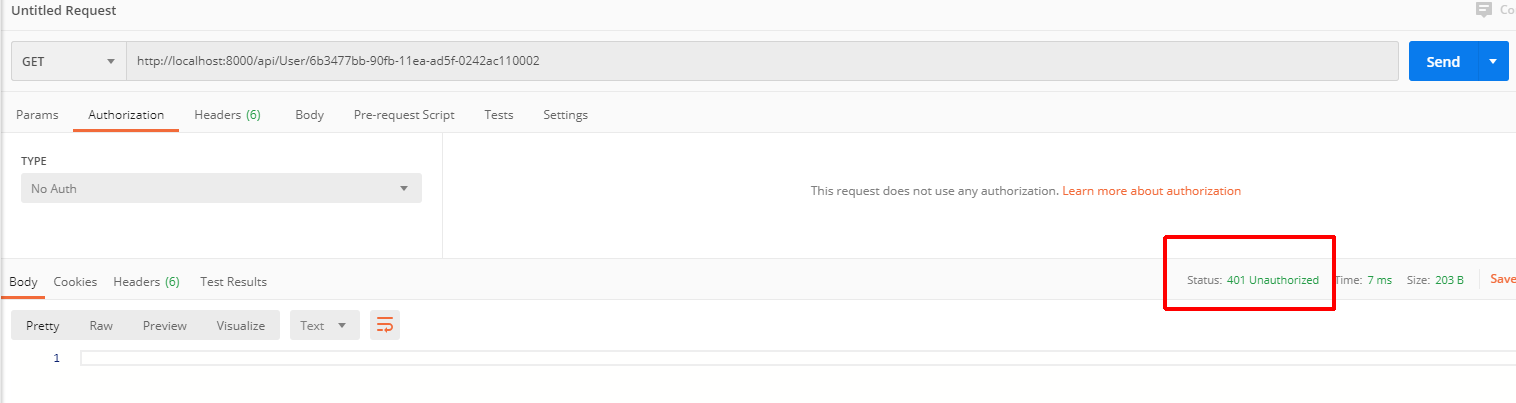 Untitled Request
GET http://localhost:8000/api/User/6b3477bb-90fb-11ea-ad5f-0242ac110002 Send
Params Authorization Headers (6) Body Pre-request Script Tests Settings
TYPE
No Auth
This request does not use any authorization. Learn more about authorization
Body Cookies Headers (6) Test Results Status: 401 Unauthorized Time: 7 ms Size: 203 B Save
Pretty Raw Preview Visualize Text
1